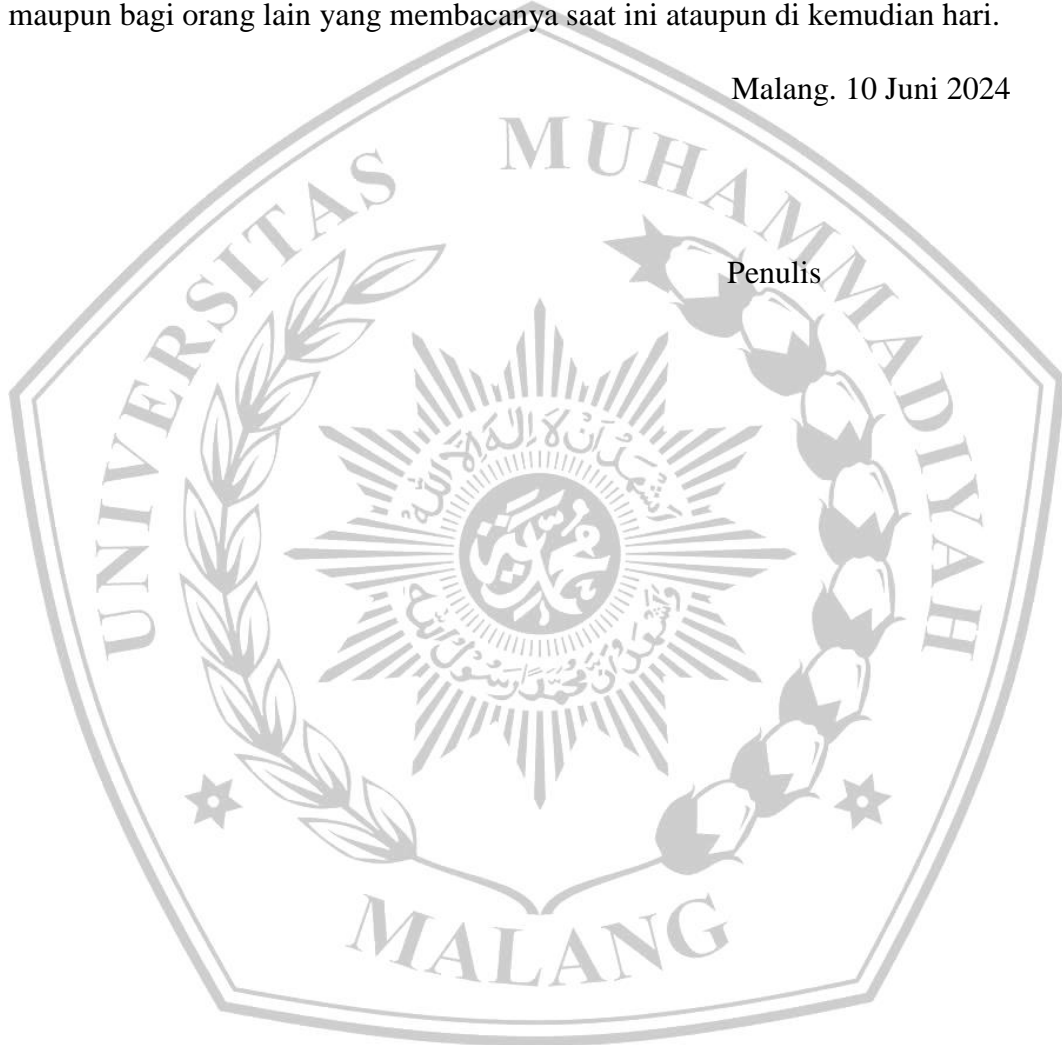 maupun bagi orang lain yang membacanya saat ini ataupun di kemudian hari.
Malang. 10 Juni 2024
UNIVERSITAS MUHAMMADIYAH
Penulis
MALANG